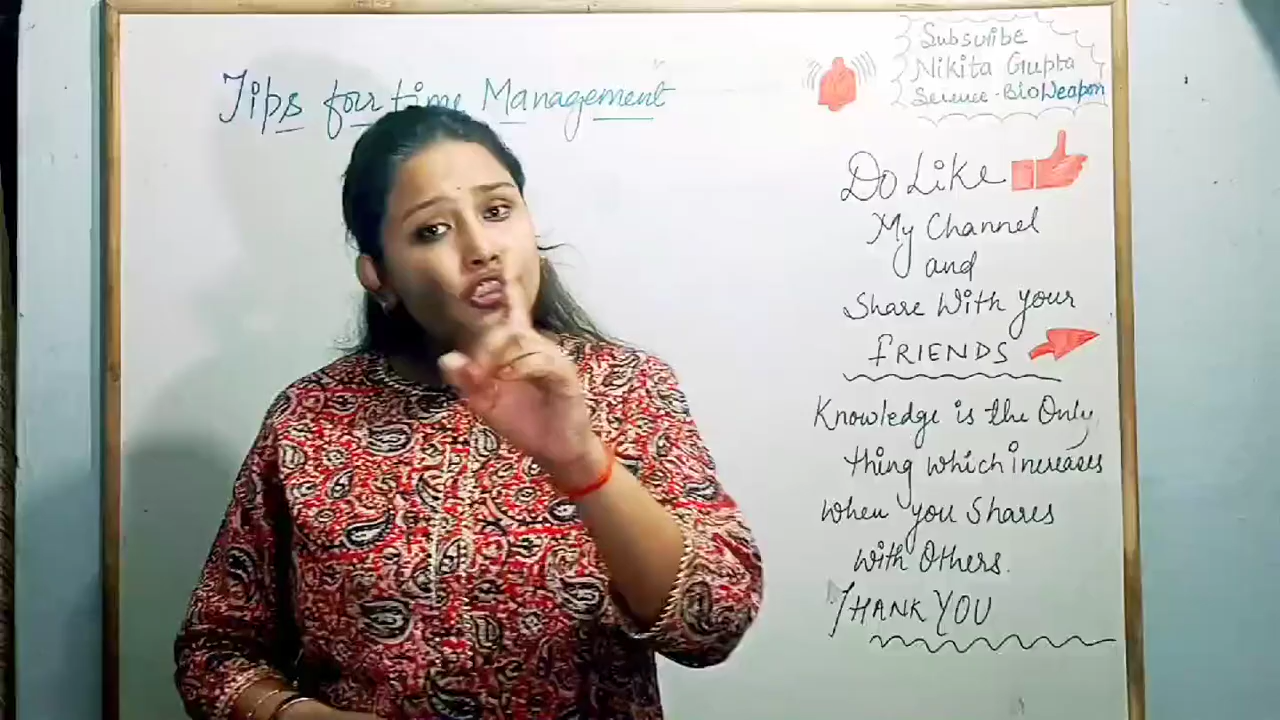 Tips for time Management
Subscribe
Nikita Gupta
Science-BioWeapon
Do Like
My Channel
and
Share With your
FRIENDS
Knowledge is the Only
thing which increases
when you Shares
with Others.
THANK YOU